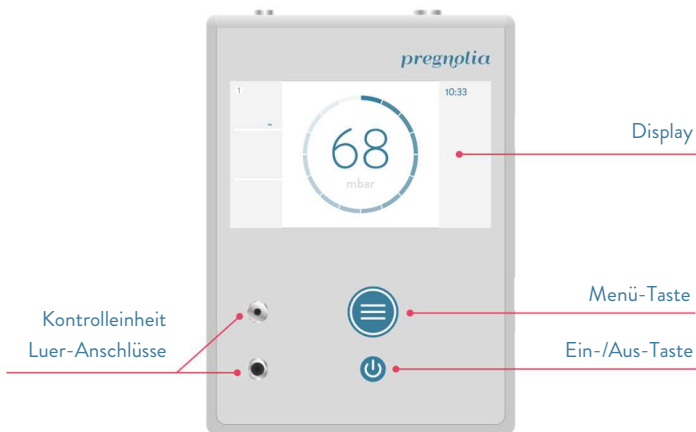 pregnolia
1
10:33
68
mbar
Display
Menü-Taste
Kontrolleinheit
Luer-Anschlüsse
Ein-/Aus-Taste